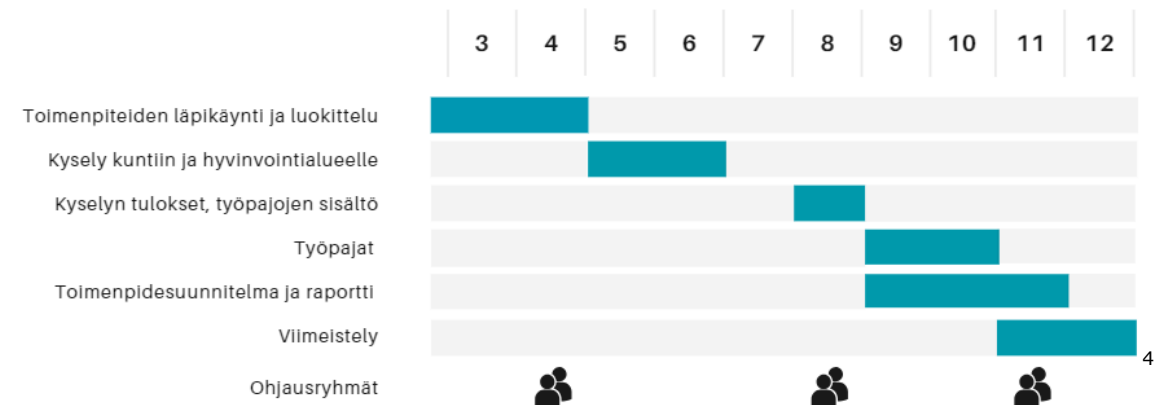 3 4 5 6 7 8 9 10 11 12
Toimenpiteiden läpikäynti ja luokittelu
Kysely kuntiin ja hyvinvointialueelle
Kyselyn tulokset, työpajojen sisältö
Työpajat
Toimenpidesuunnitelma ja raportti
Viimeistely
4
Ohjausryhmät